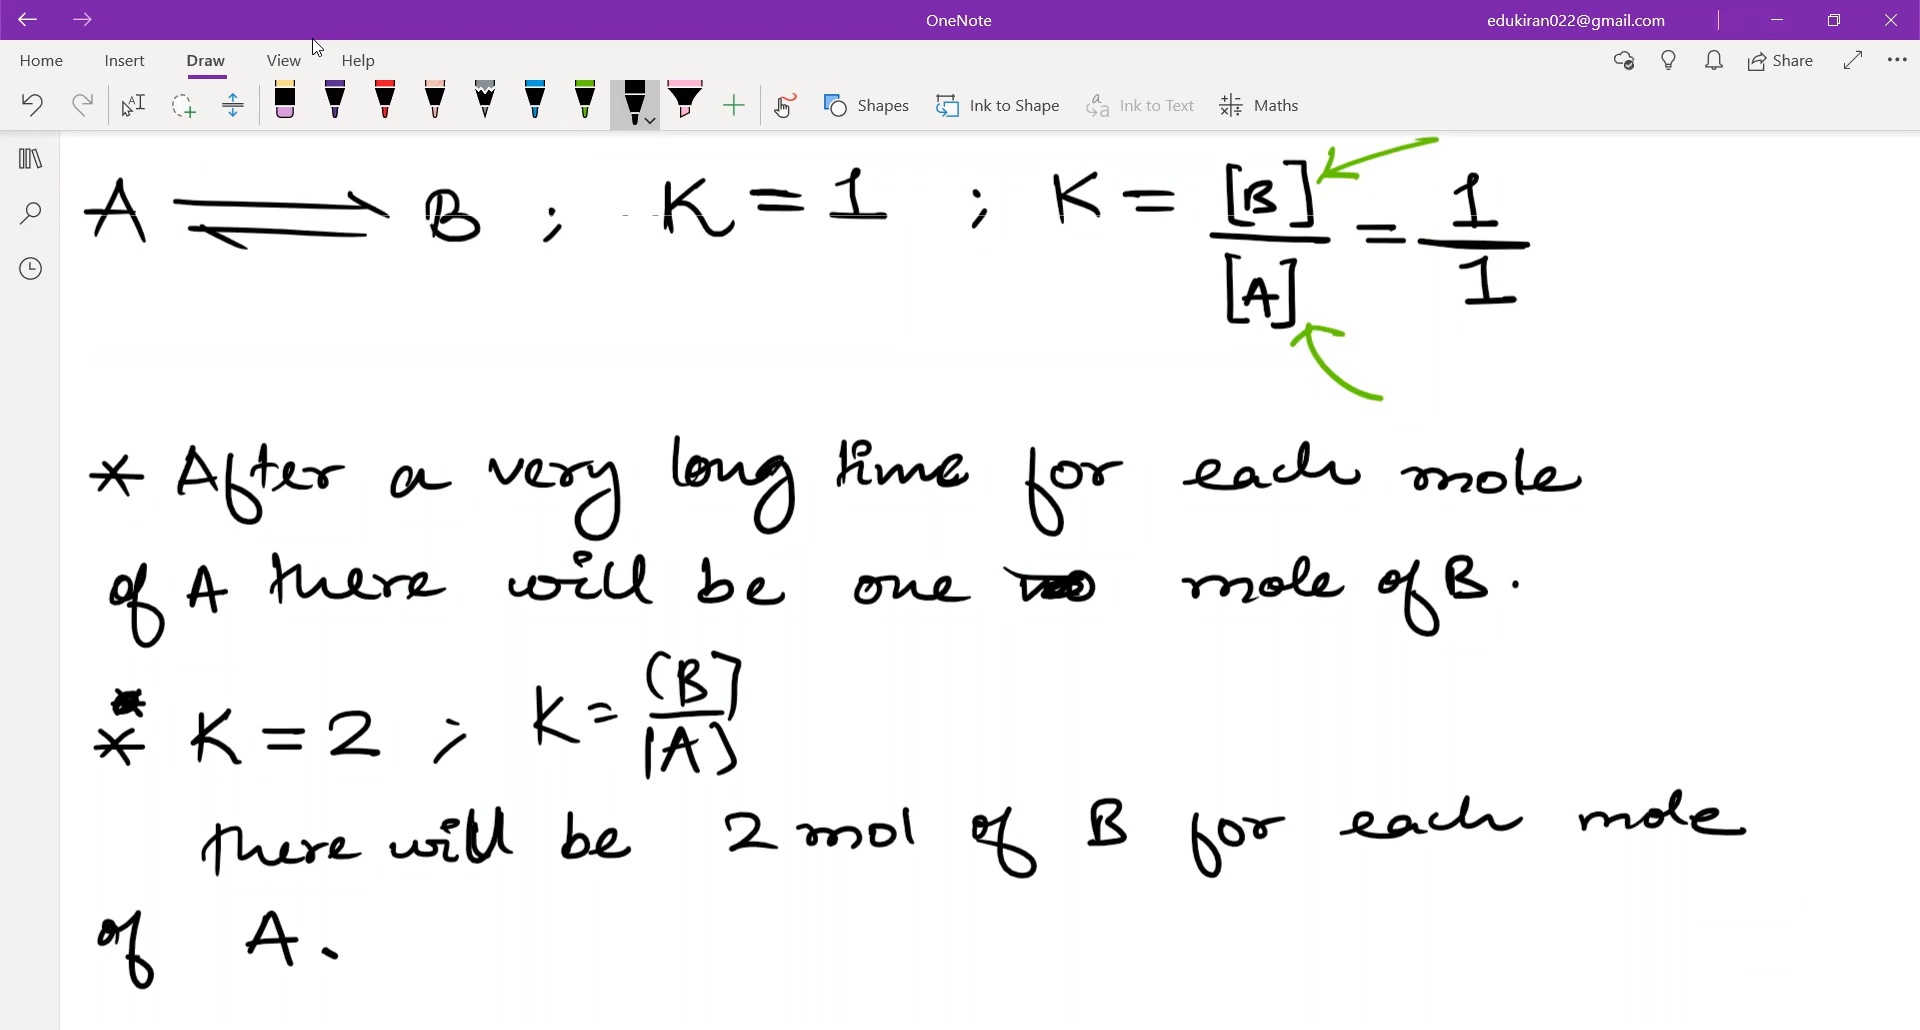 OneNote
edukiran022@gmail.com
Home Insert Draw View Help
Share
Shapes Ink to Shape Ink to Text Maths
A ⇌ B ; K = 1 ; K = [B]/[A] = 1/1
* After a very long time for each mole
of A there will be one mole of B.
* K = 2 ; K = [B]/[A]
there will be 2 mol of B for each mole
of A.